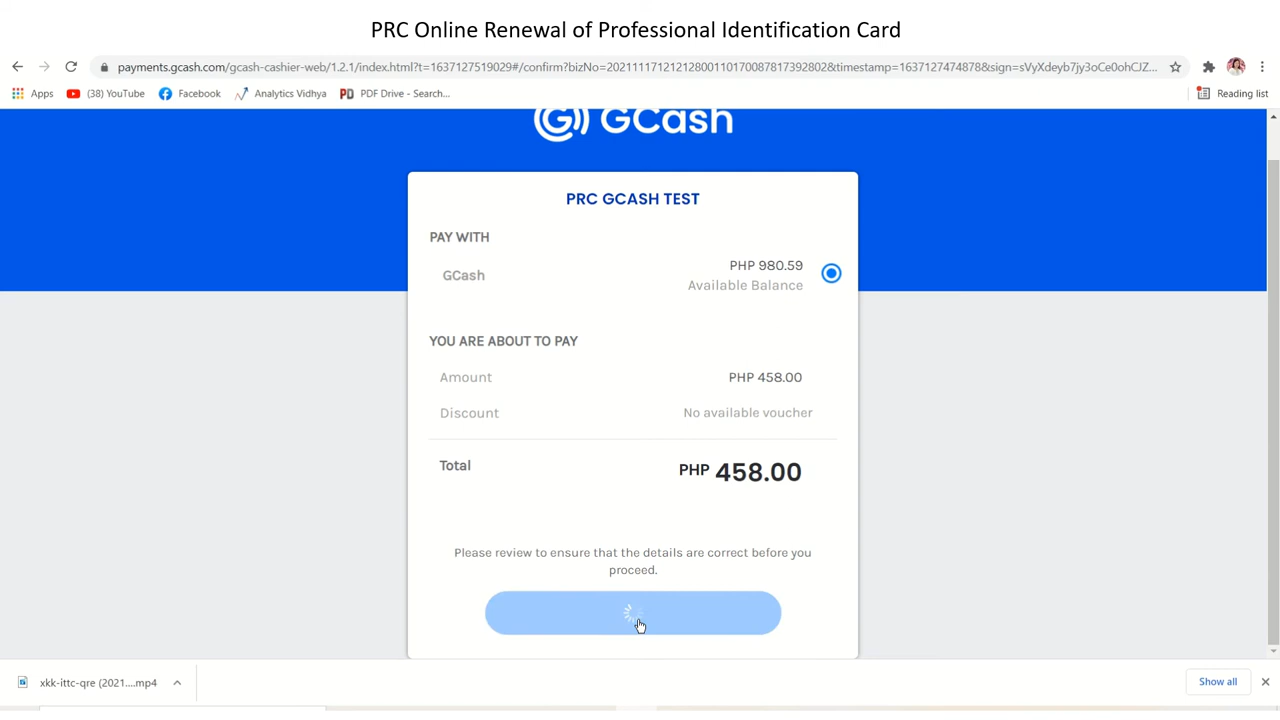 PRC Online Renewal of Professional Identification Card
payments.gcash.com/gcash-cashier-web/1.2.1/index.html?t=1637127519029#/confirm?bizNo=20211117121212800110170087817392802&timestamp=1637127474878&sign=sVyXdeyb7jy3oCe0ohCJZ...
Apps (38) YouTube Facebook Analytics Vidhya PDF Drive - Search... Reading list
GCash
PRC GCASH TEST
PAY WITH
GCash PHP 980.59
Available Balance
YOU ARE ABOUT TO PAY
Amount PHP 458.00
Discount No available voucher
Total PHP 458.00
Please review to ensure that the details are correct before you
proceed.
xkk-ittc-qre (2021....mp4 Show all